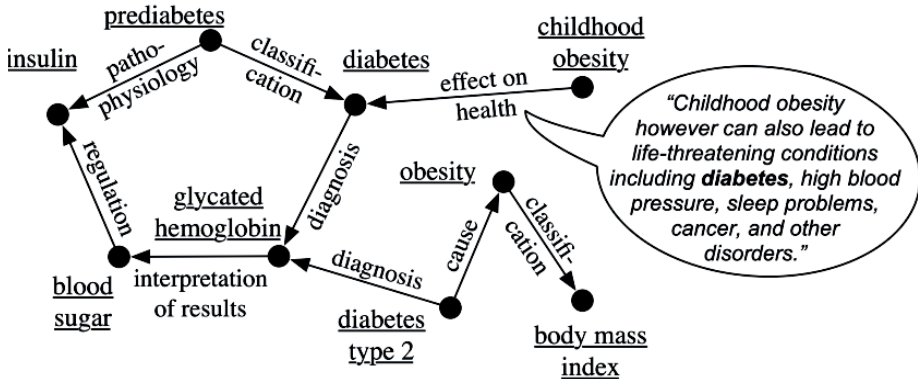 prediabetes
insulin
patho-
physiology
classifi-
cation
diabetes
childhood
obesity
effect on
health
“Childhood obesity
however can also lead to
life-threatening conditions
including diabetes, high blood
pressure, sleep problems,
cancer, and other
disorders.”
regulation
diagnosis
obesity
glycated
hemoglobin
classifi-
cation
cause
diagnosis
blood
sugar
interpretation
of results
diabetes
type 2
body mass
index